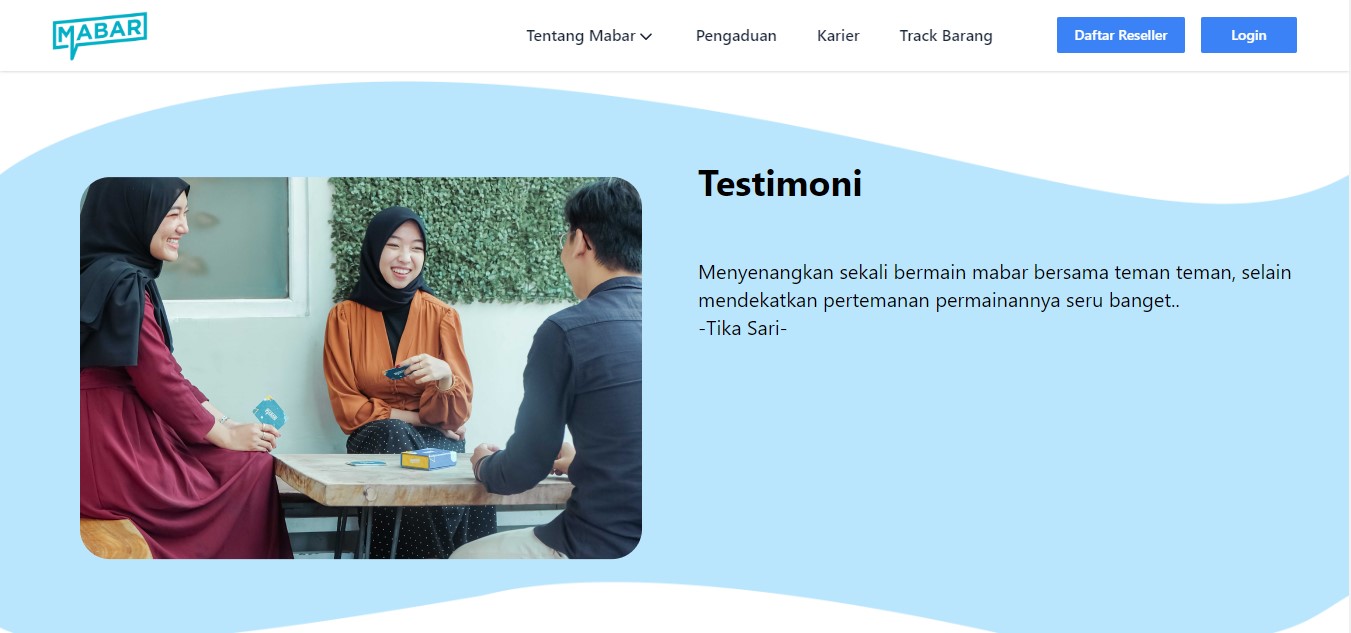 MABAR
Tentang Mabar
Pengaduan
Karier
Track Barang
Daftar Reseller
Login
Testimoni
Menyenangkan sekali bermain mabar bersama teman teman, selain
mendekatkan pertemanan permainannya seru banget..
-Tika Sari-